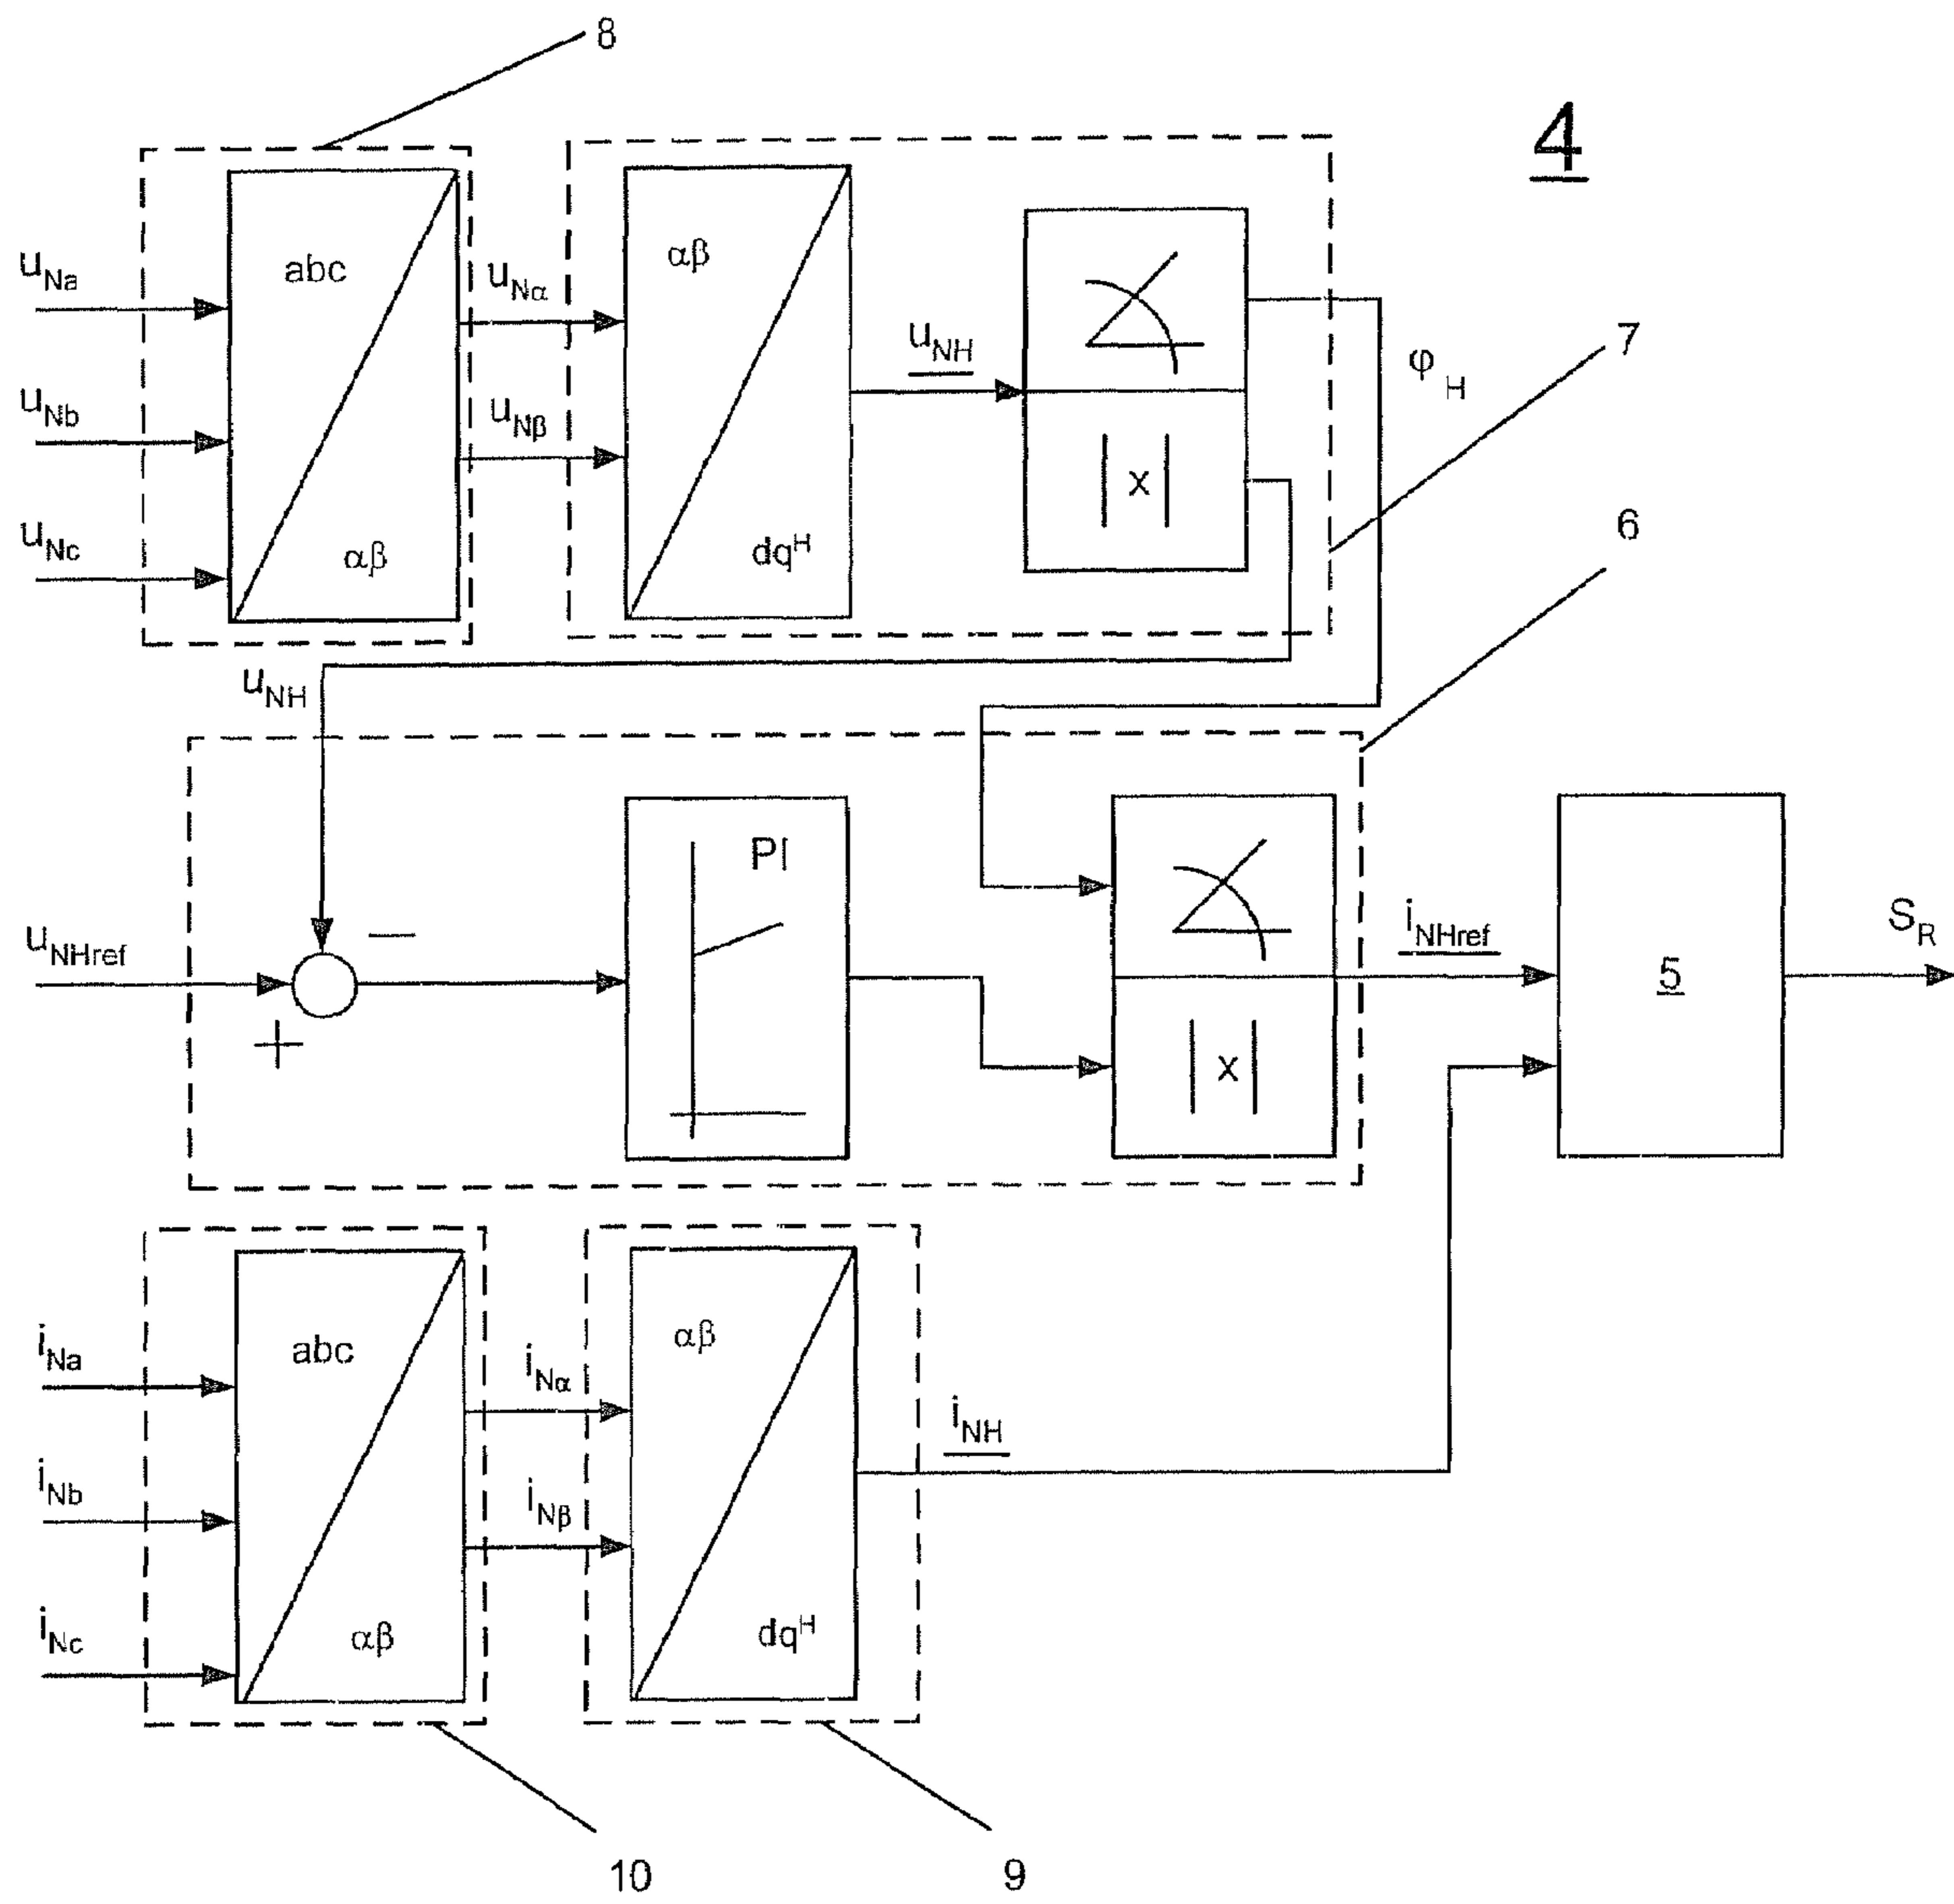 8
4
abc
αβ
u_Na
u_Nb
u_Nc
u_Nα
u_Nβ
αβ
dq^H
u_NH
| x |
φ_H
7
6
u_NH
u_NHref
—
+
PI
| x |
i_NHref
5
S_R
abc
αβ
i_Na
i_Nb
i_Nc
i_Nα
i_Nβ
αβ
dq^H
i_NH
10
9